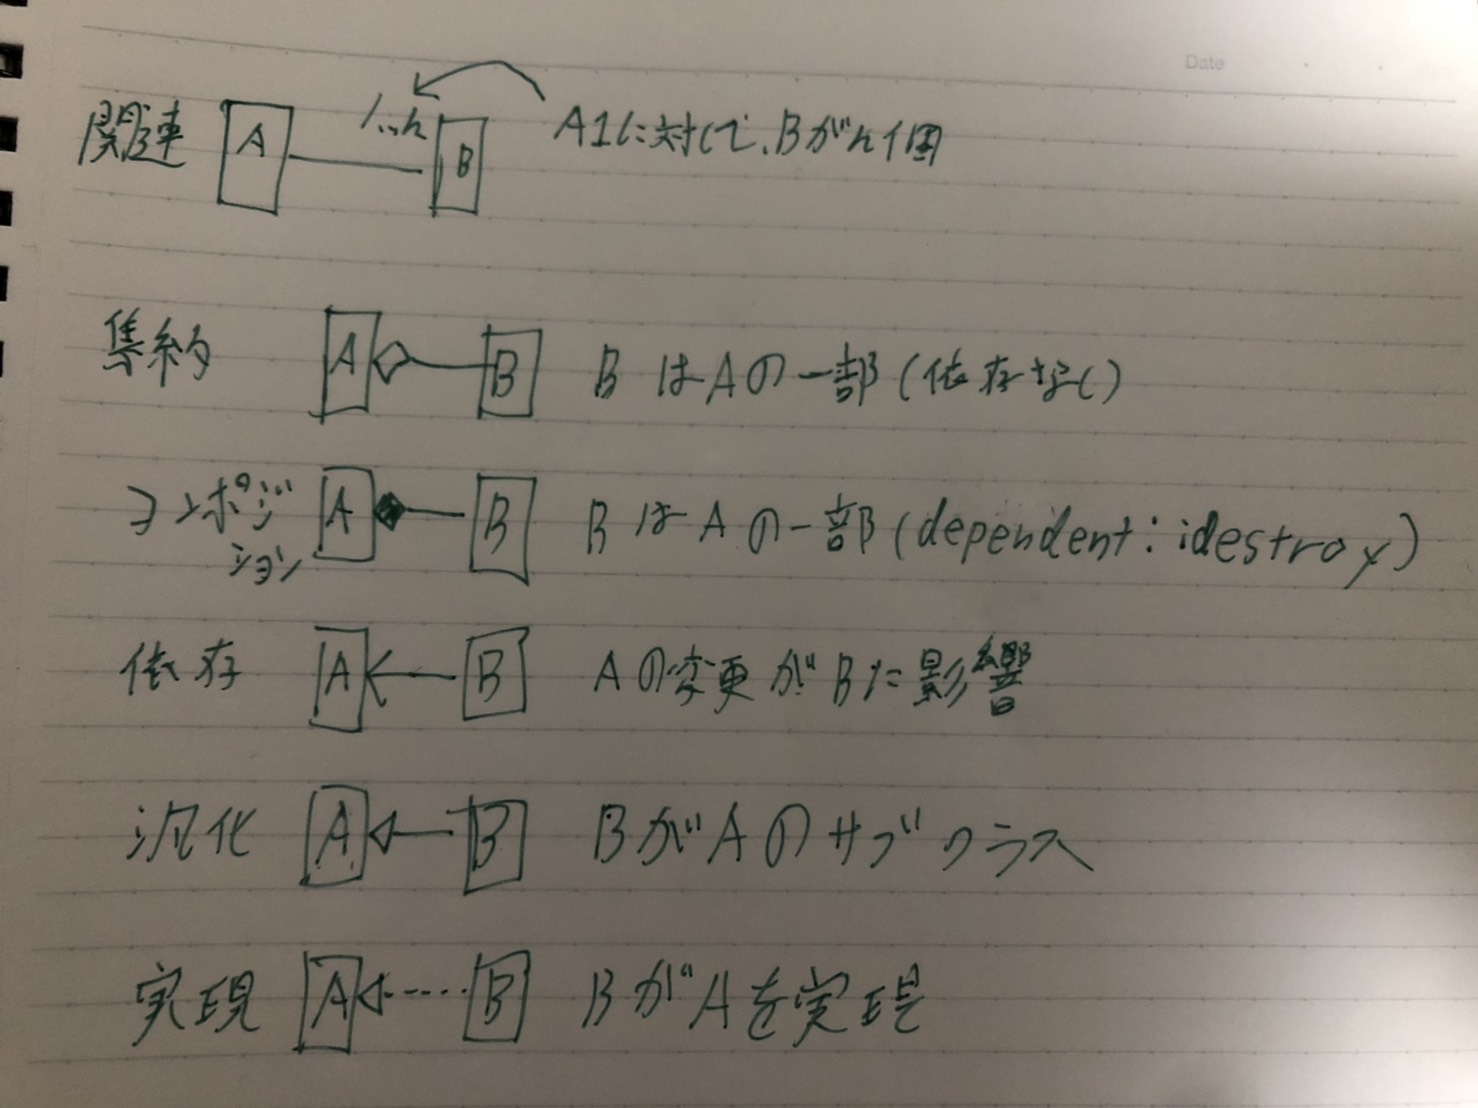 Date
関連 A 1..n B A1に対して、Bがn個
集約 A B BはAの一部(依存なし)
コンポジ A B BはAの一部(dependent:idestroy)
ション
依存 A B Aの変更がBに影響
汎化 A B BがAのサブクラス
実現 A B BがAを実現